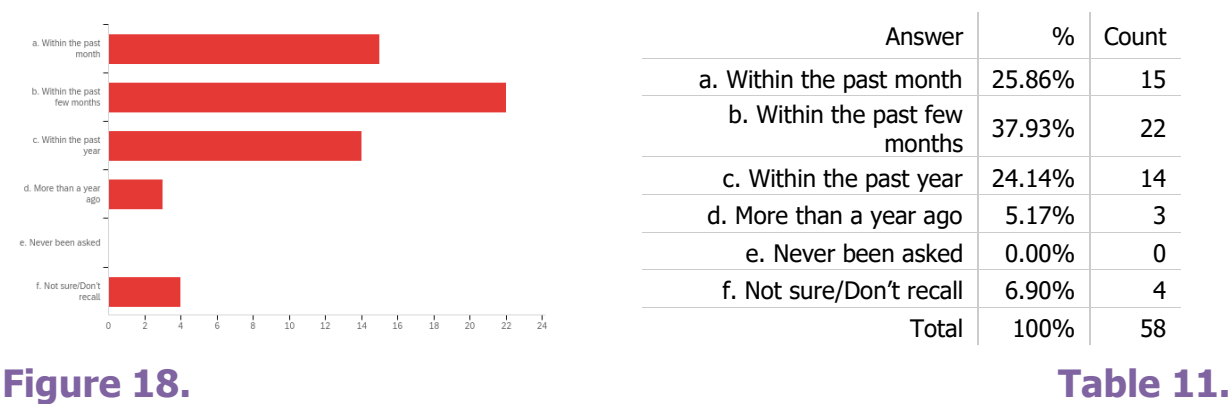 a. Within the past
month
b. Within the past
few months
c. Within the past
year
d. More than a year
ago
e. Never been asked
f. Not sure/Don't
recall
0 2 4 6 8 10 12 14 16 18 20 22 24
Figure 18.
Answer % Count
a. Within the past month 25.86% 15
b. Within the past few
months 37.93% 22
c. Within the past year 24.14% 14
d. More than a year ago 5.17% 3
e. Never been asked 0.00% 0
f. Not sure/Don’t recall 6.90% 4
Total 100% 58
Table 11.